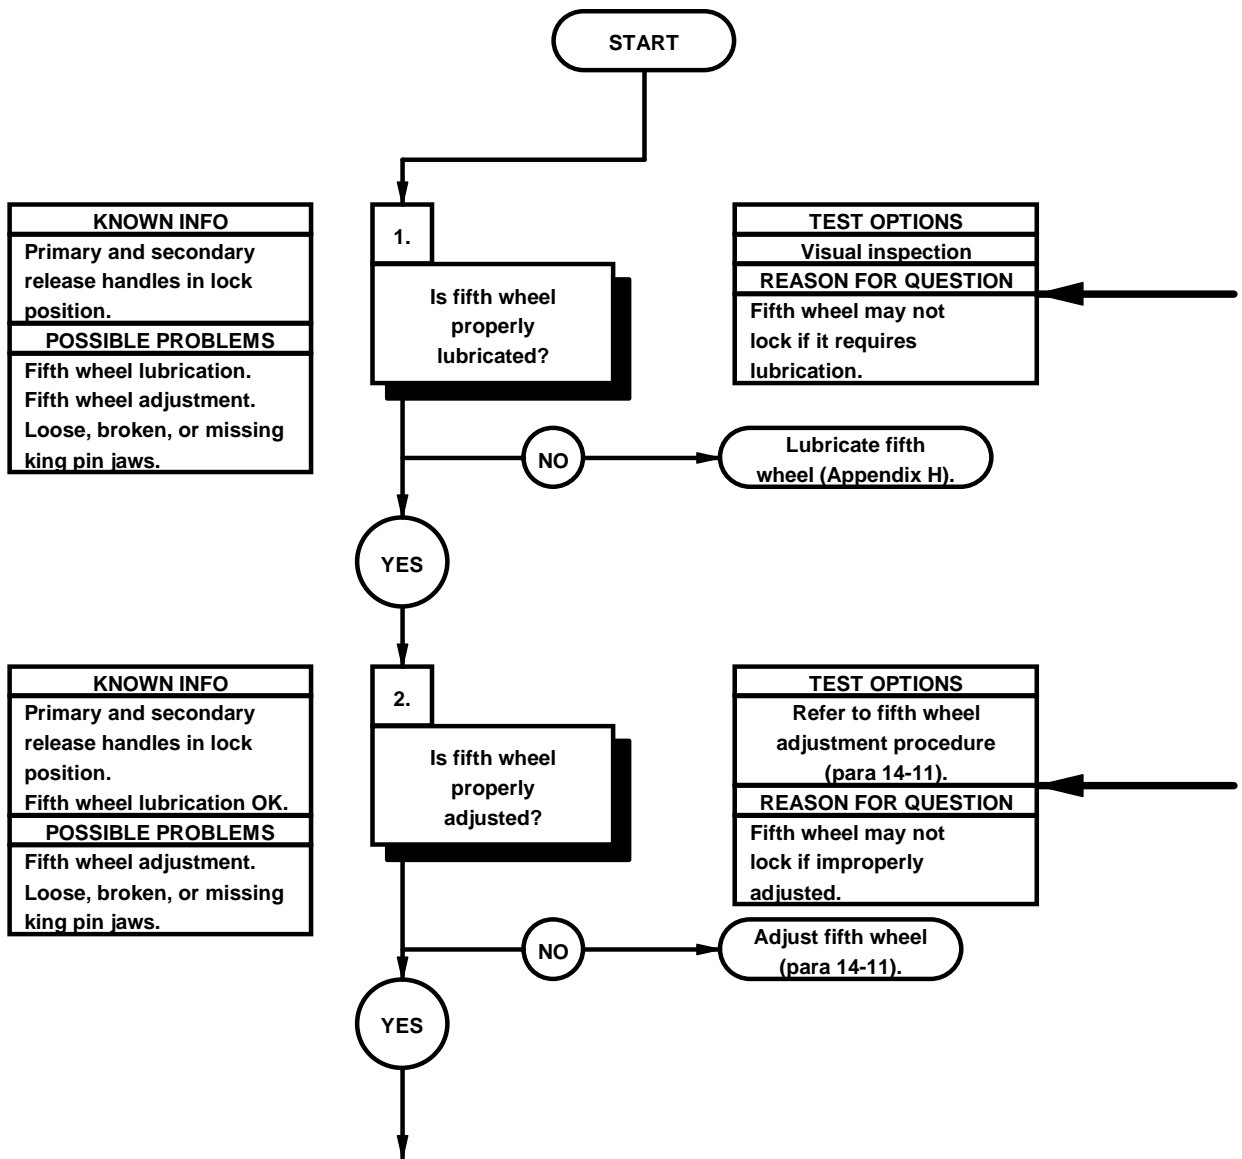 START
KNOWN INFO
Primary and secondary
release handles in lock
position.
POSSIBLE PROBLEMS
Fifth wheel lubrication.
Fifth wheel adjustment.
Loose, broken, or missing
king pin jaws.
1.
Is fifth wheel
properly
lubricated?
TEST OPTIONS
Visual inspection
REASON FOR QUESTION
Fifth wheel may not
lock if it requires
lubrication.
NO
Lubricate fifth
wheel (Appendix H).
YES
KNOWN INFO
Primary and secondary
release handles in lock
position.
Fifth wheel lubrication OK.
POSSIBLE PROBLEMS
Fifth wheel adjustment.
Loose, broken, or missing
king pin jaws.
2.
Is fifth wheel
properly
adjusted?
TEST OPTIONS
Refer to fifth wheel
adjustment procedure
(para 14-11).
REASON FOR QUESTION
Fifth wheel may not
lock if improperly
adjusted.
NO
Adjust fifth wheel
(para 14-11).
YES